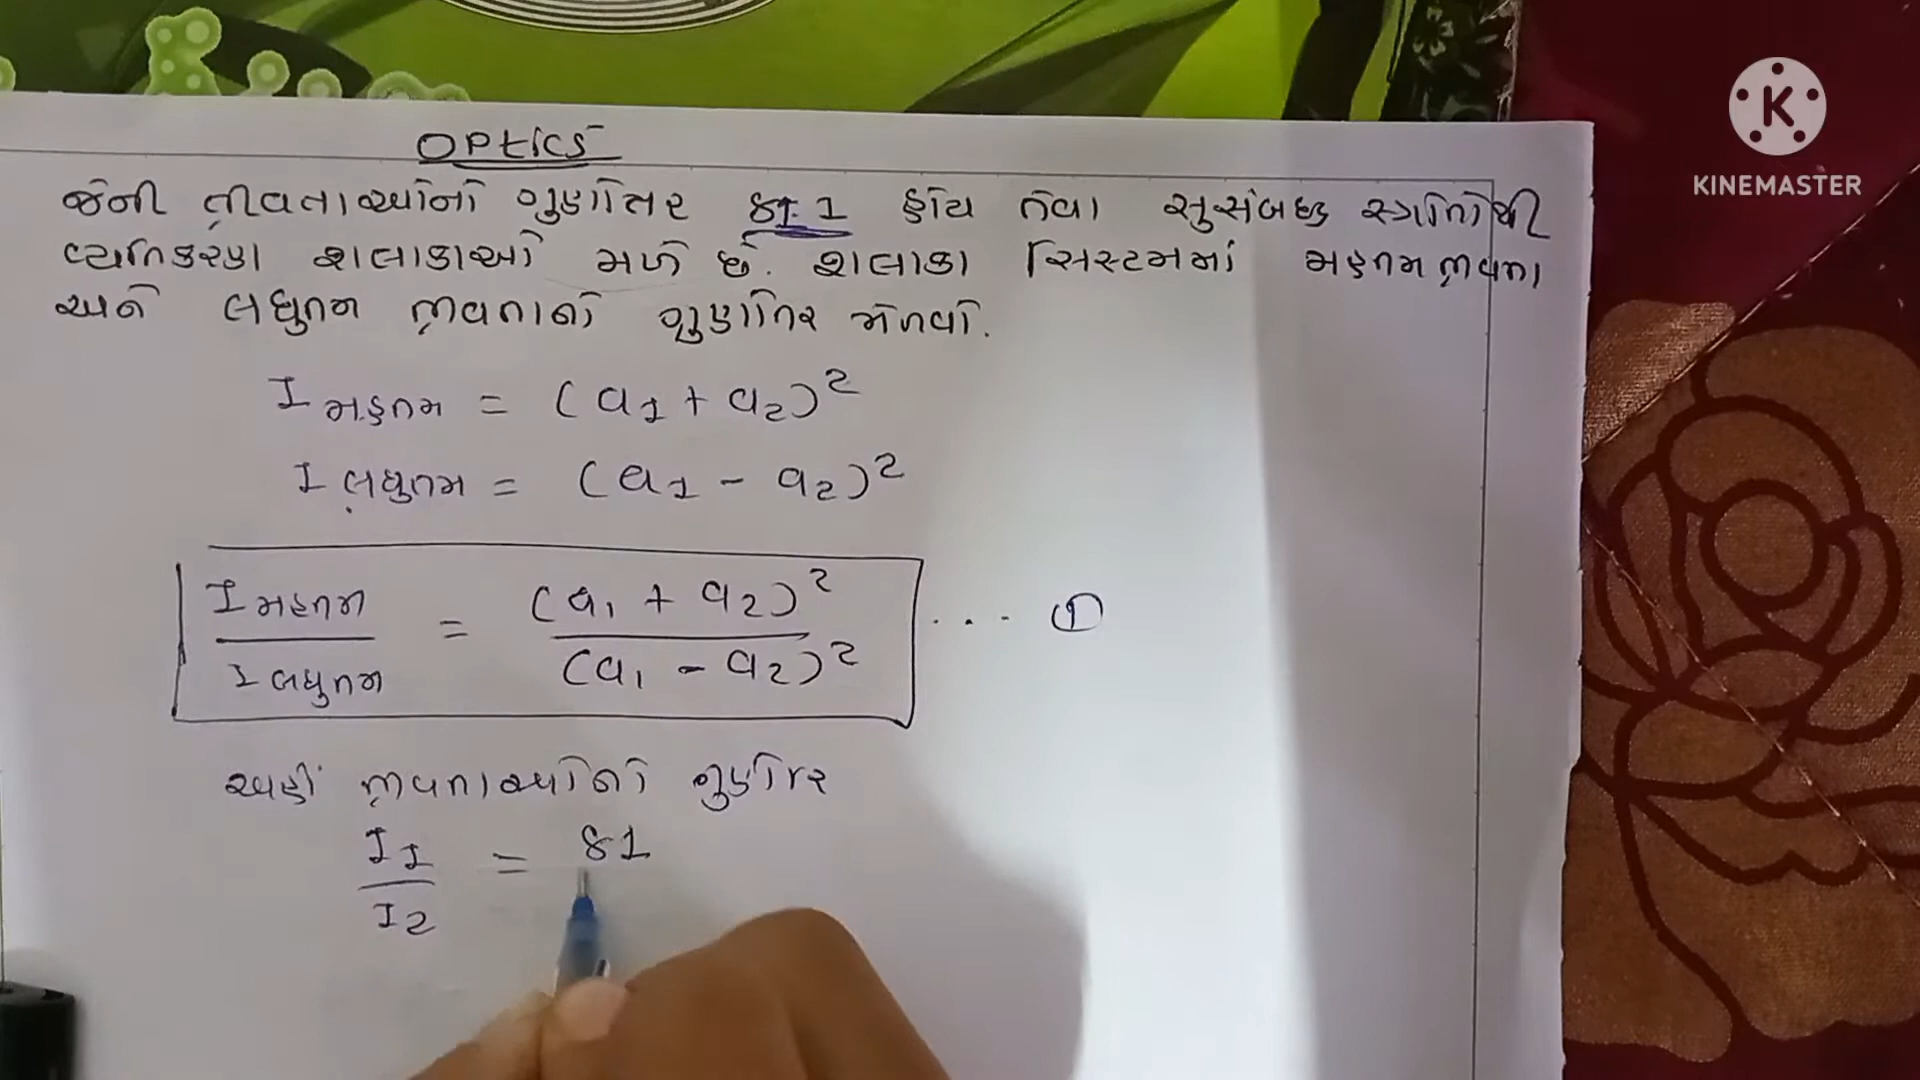 OPtics
જેની તીવ્રતાઓનો ગુણોત્તર 81:1 હોય તેવા સુસંબદ્ધ સ્ત્રોતોથી
વ્યતિકરણ શલાકાઓ મળે છે. શલાકા સિસ્ટમમાં મહત્તમ તીવ્રતા
અને લઘુત્તમ તીવ્રતાનો ગુણોત્તર મેળવો.
I મહત્તમ = (a1 + a2)²
I લઘુત્તમ = (a1 - a2)²
I મહત્તમ / I લઘુત્તમ = (a1 + a2)² / (a1 - a2)² .... ①
અહીં તીવ્રતાઓનો ગુણોત્તર
I1 / I2 = 81
K
KINEMASTER